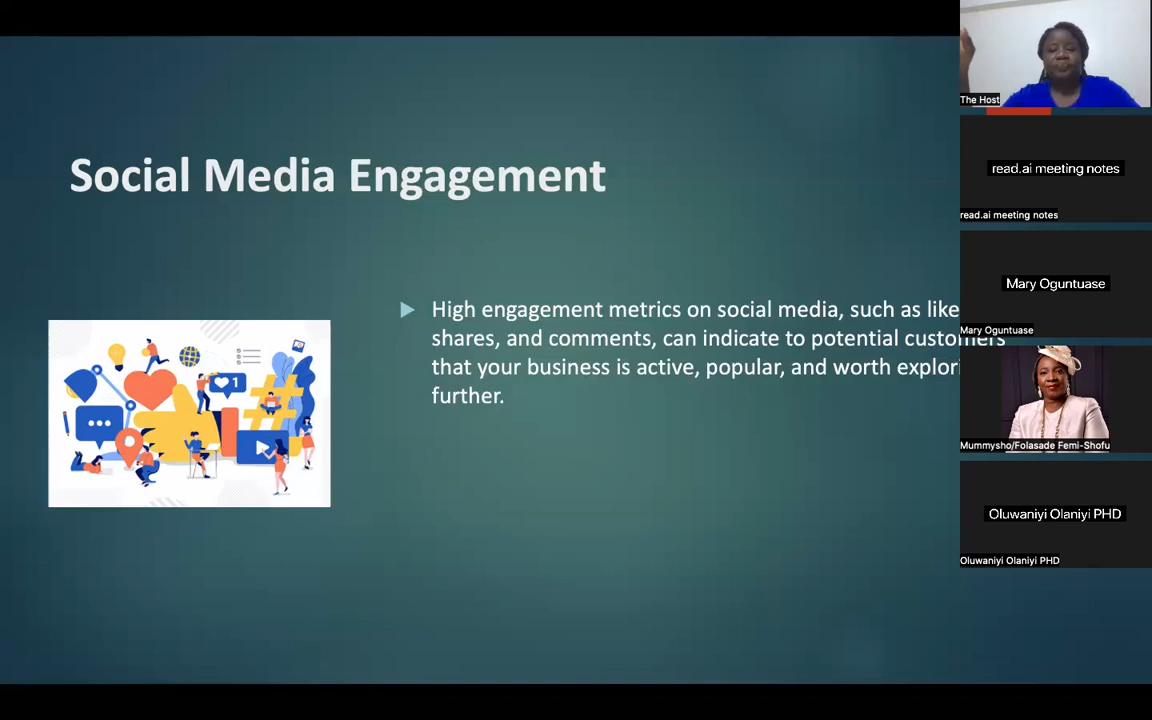 Social Media Engagement
High engagement metrics on social media, such as like
shares, and comments, can indicate to potential customers
that your business is active, popular, and worth explori
further.
1
The Host
read.ai meeting notes
read.ai meeting notes
Mary Oguntuase
Mary Oguntuase
Mummysho/Folasade Femi-Shofu
Oluwaniyi Olaniyi PHD
Oluwaniyi Olaniyi PHD